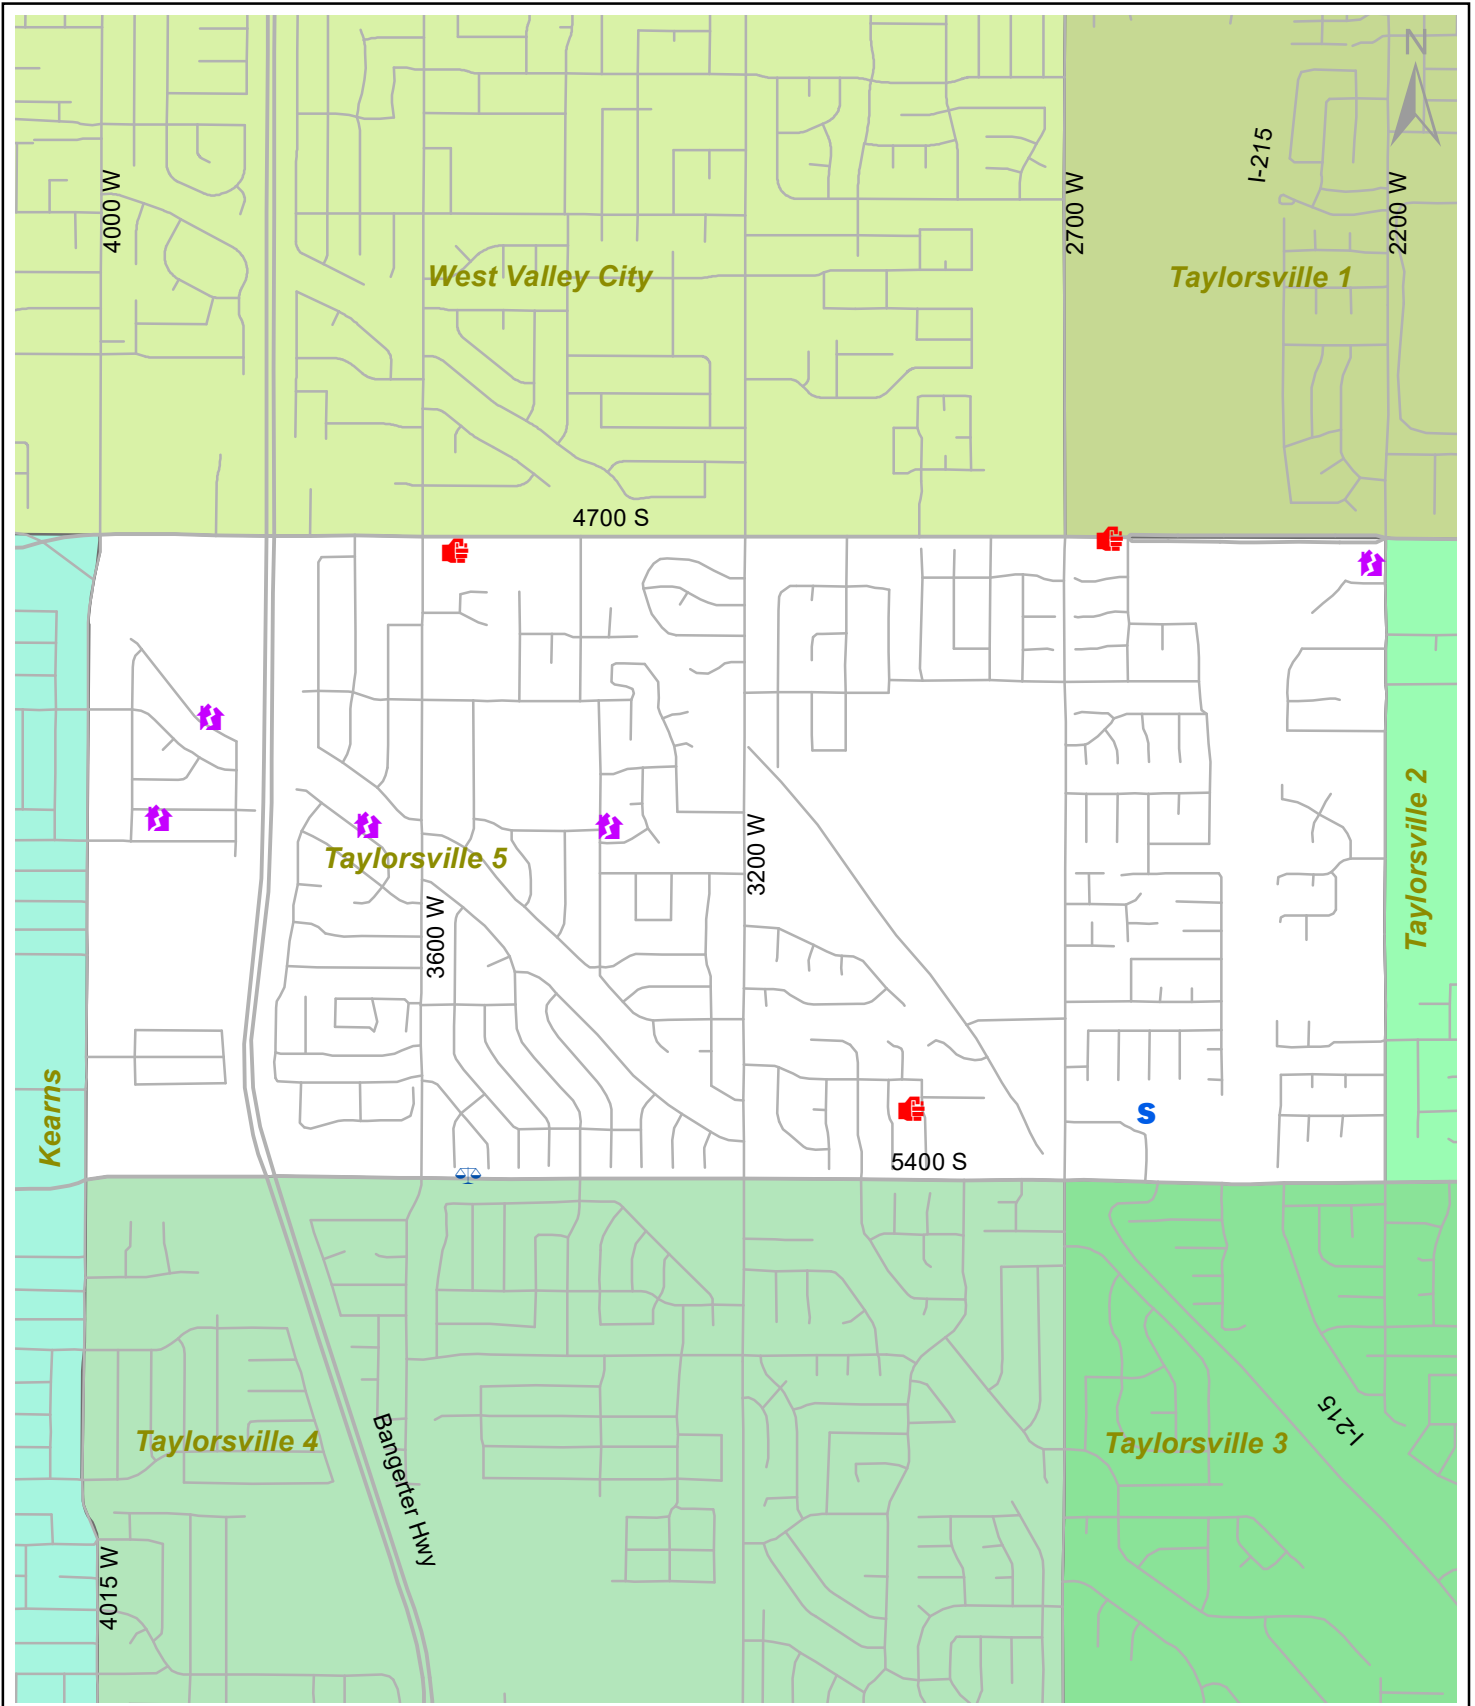 N
I-215
4000 W
2700 W
2200 W
West Valley City
Taylorsville 1
4700 S
Taylorsville 2
3200 W
Taylorsville 5
3600 W
Kearns
S
5400 S
I-215
Bangerter Hwy
Taylorsville 4
Taylorsville 3
4015 W